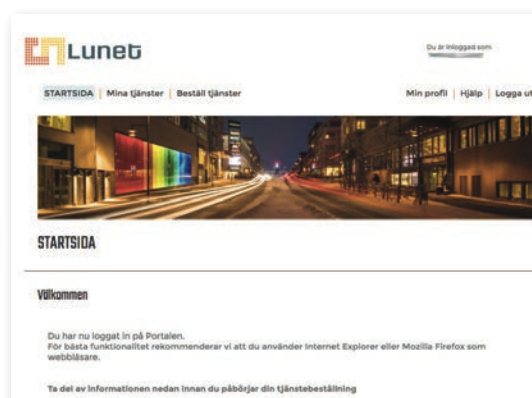 Lunet
Du är inloggad som
STARTSIDA | Mina tjänster | Beställ tjänster
Min profil | Hjälp | Logga ut
STARTSIDA
Välkommen
Du har nu loggat in på Portalen.
För bästa funktionalitet rekommenderar vi att du använder Internet Explorer eller Mozilla Firefox som
webbläsare.
Ta del av informationen nedan innan du påbörjar din tjänstebeställning